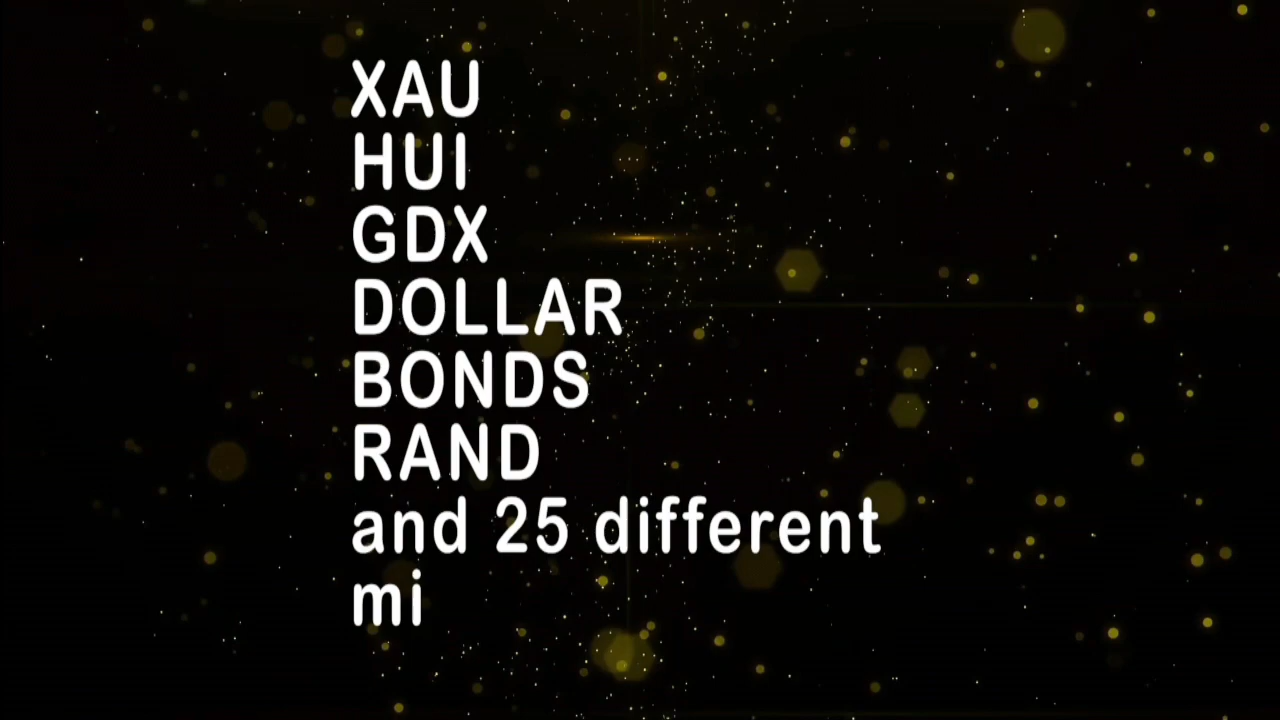 XAU
HUI
GDX
DOLLAR
BONDS
RAND
and 25 different
mi